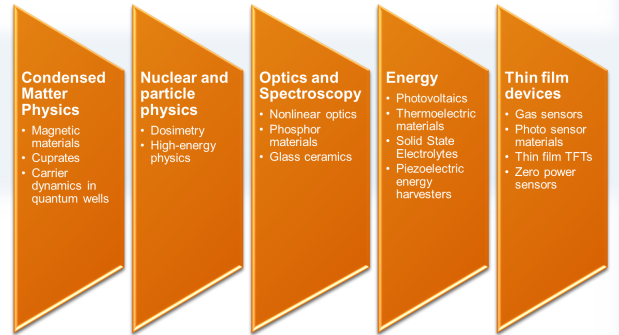 Condensed
Matter
Physics
• Magnetic
materials
• Cuprates
• Carrier
dynamics in
quantum wells
Nuclear and
particle
physics
• Dosimetry
• High-energy
physics
Optics and
Spectroscopy
• Nonlinear optics
• Phosphor
materials
• Glass ceramics
Energy
• Photovoltaics
• Thermoelectric
materials
• Solid State
Electrolytes
• Piezoelectric
energy
harvesters
Thin film
devices
• Gas sensors
• Photo sensor
materials
• Thin film TFTs
• Zero power
sensors